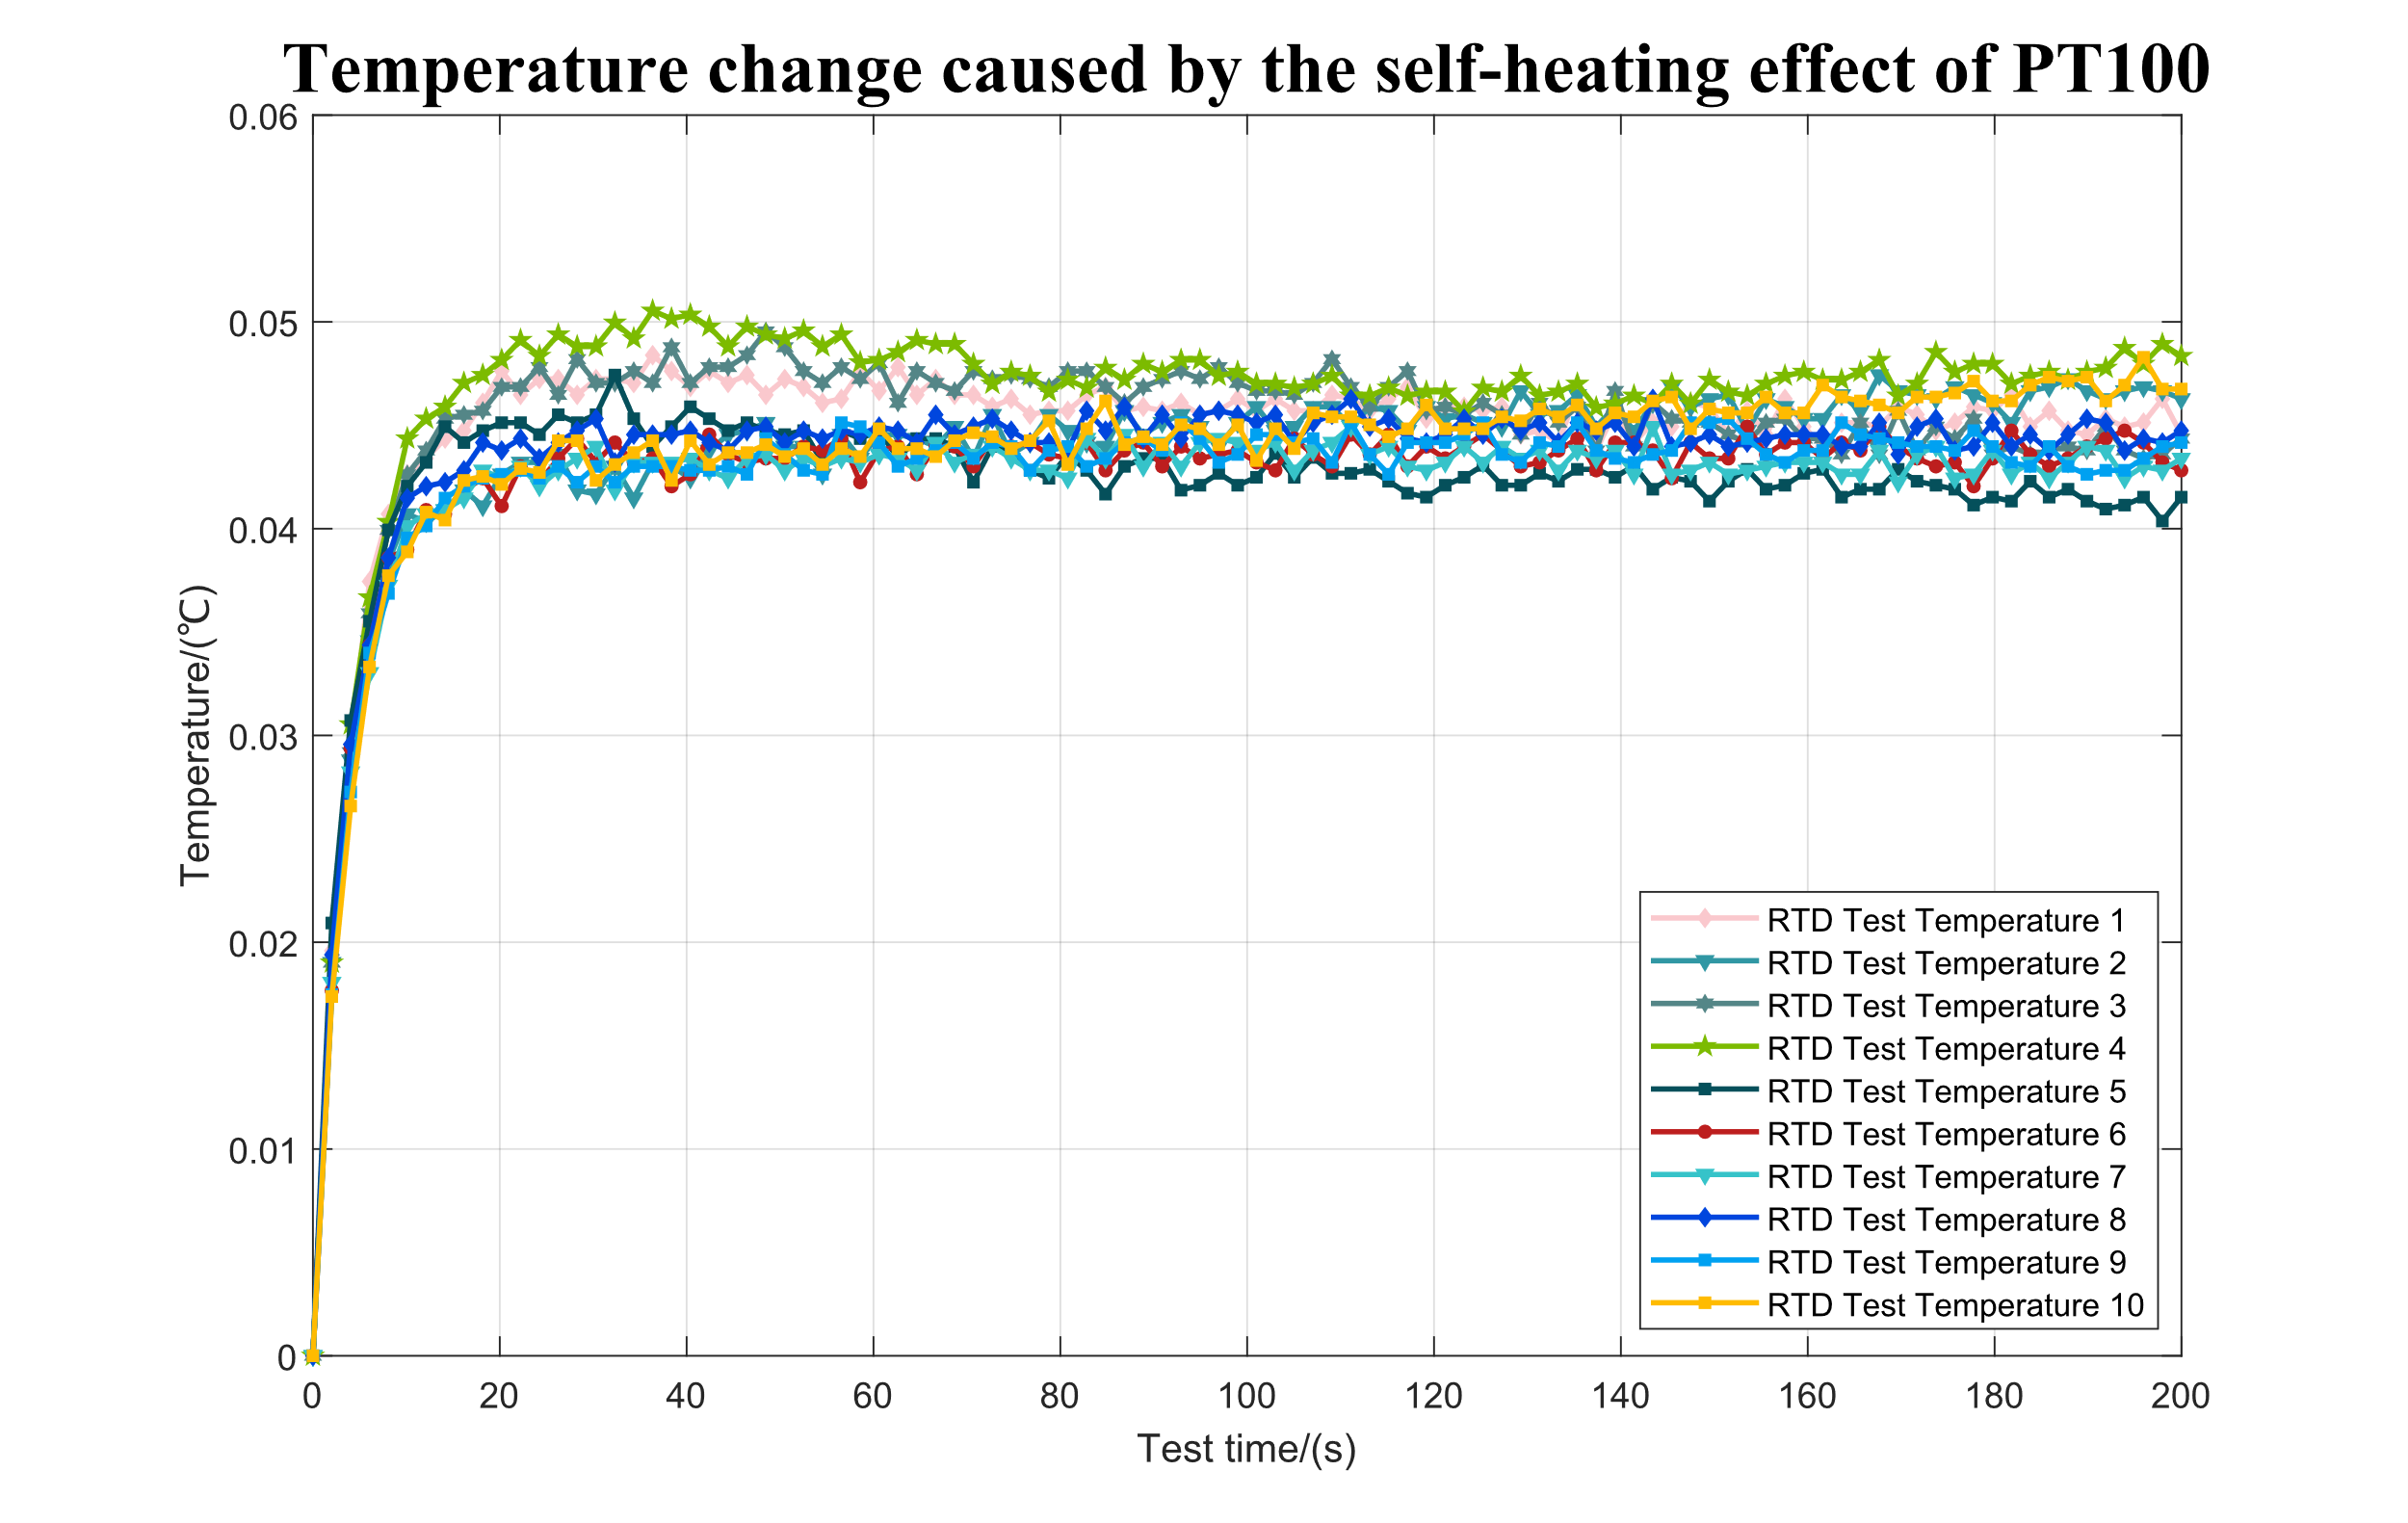 Temperature change caused by the self-heating effect of PT100
0.06
0.05
0.04
0.03
0.02
0.01
0
Temperature/(℃)
0 20 40 60 80 100 120 140 160 180 200
Test time/(s)
RTD Test Temperature 1
RTD Test Temperature 2
RTD Test Temperature 3
RTD Test Temperature 4
RTD Test Temperature 5
RTD Test Temperature 6
RTD Test Temperature 7
RTD Test Temperature 8
RTD Test Temperature 9
RTD Test Temperature 10